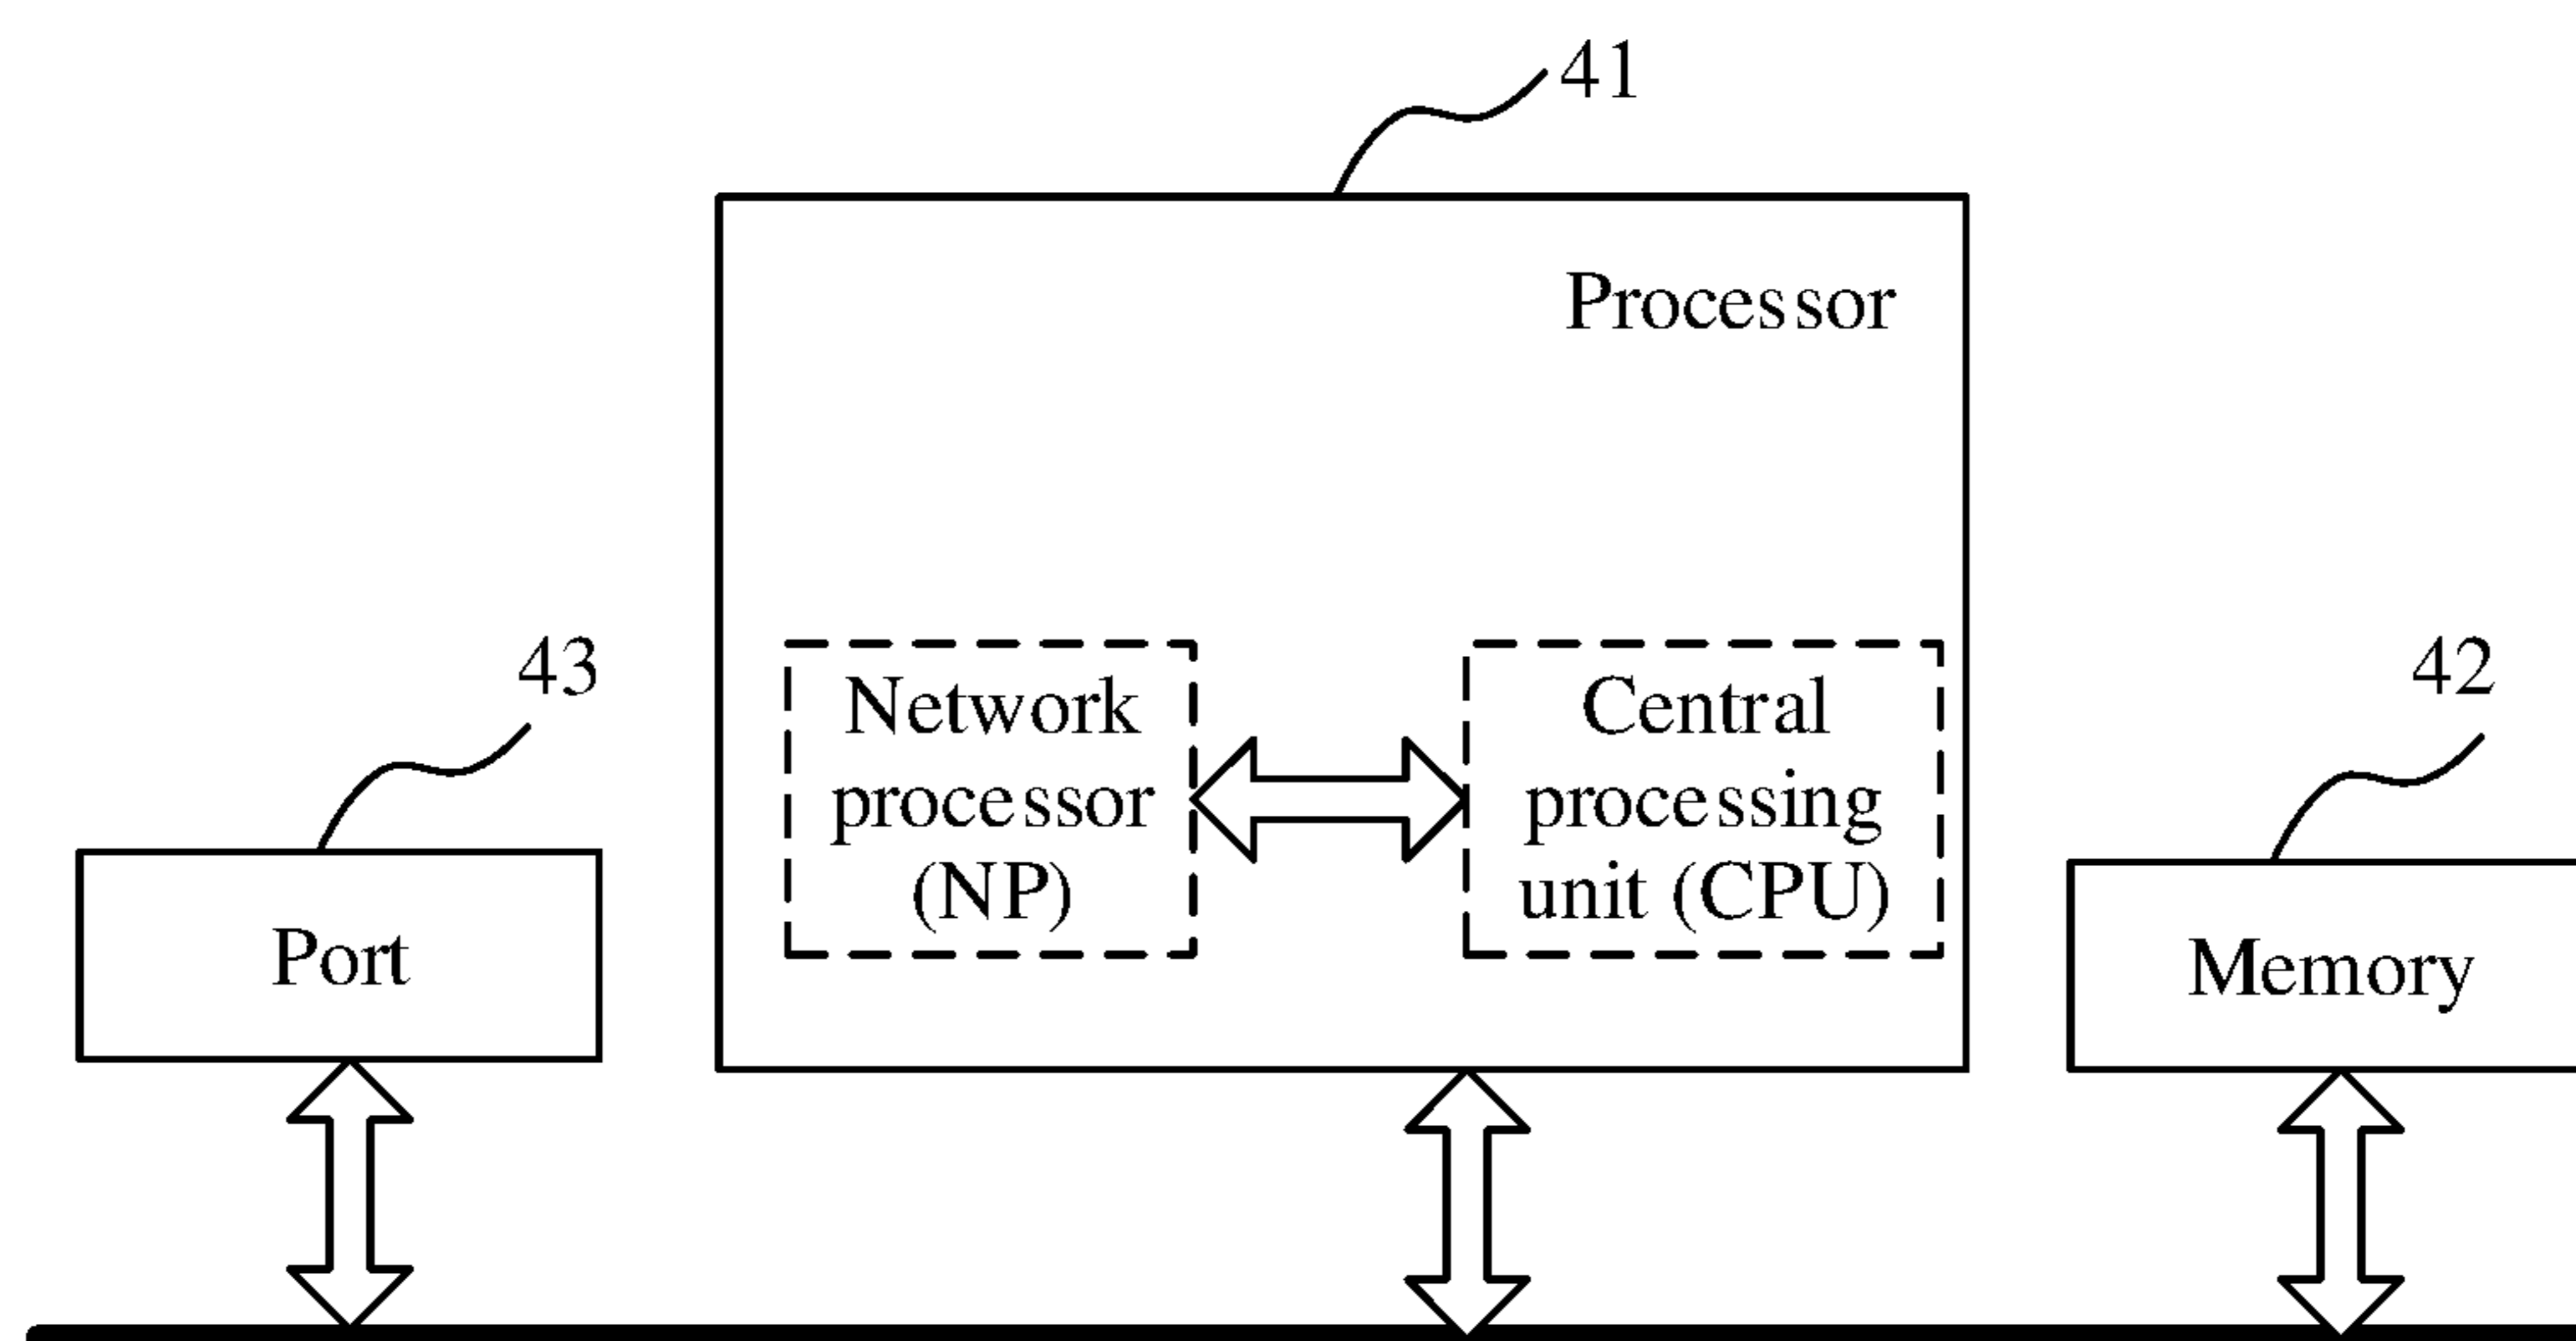 41
Processor
43
Network
processor
(NP)
Central
processing
unit (CPU)
42
Port
Memory